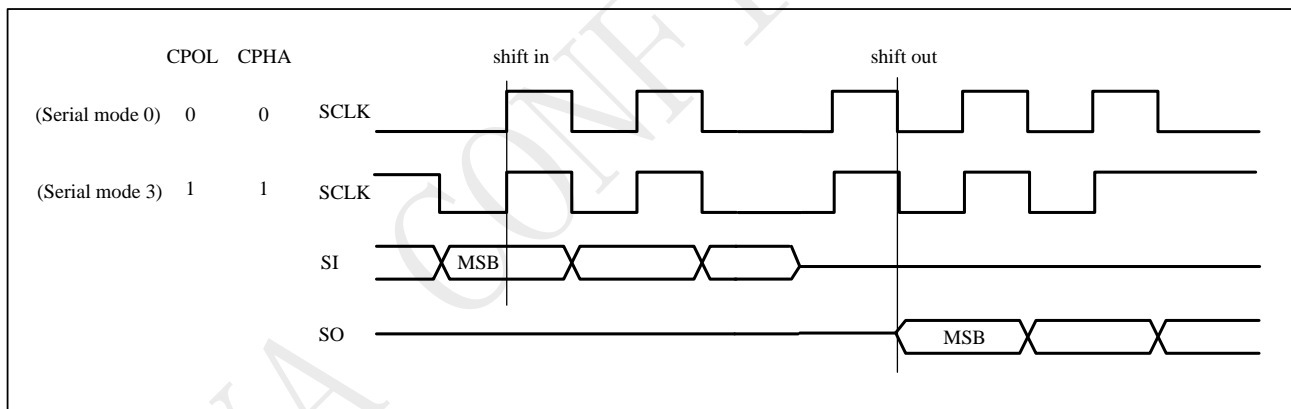 CPOL CPHA shift in shift out
(Serial mode 0) 0 0 SCLK
(Serial mode 3) 1 1 SCLK
SI MSB
SO MSB